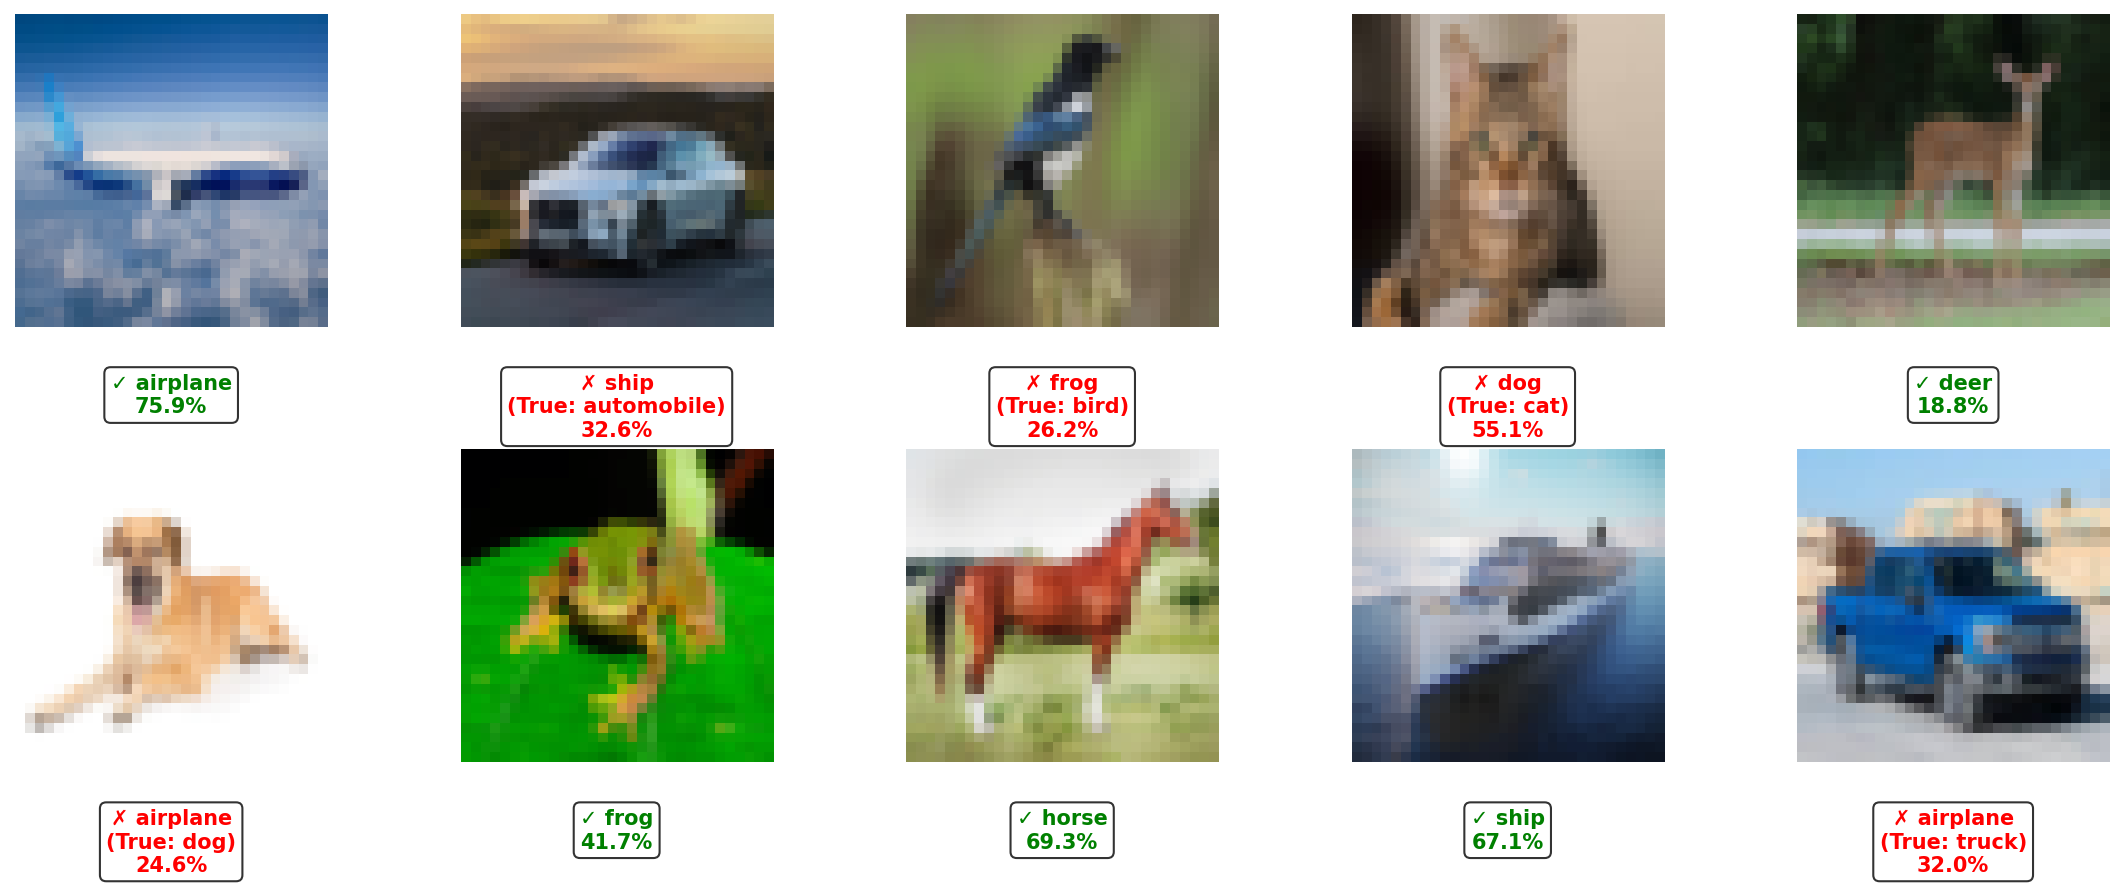 ✓ airplane
75.9%
✗ ship
(True: automobile)
32.6%
✗ frog
(True: bird)
26.2%
✗ dog
(True: cat)
55.1%
✓ deer
18.8%
✗ airplane
(True: dog)
24.6%
✓ frog
41.7%
✓ horse
69.3%
✓ ship
67.1%
✗ airplane
(True: truck)
32.0%